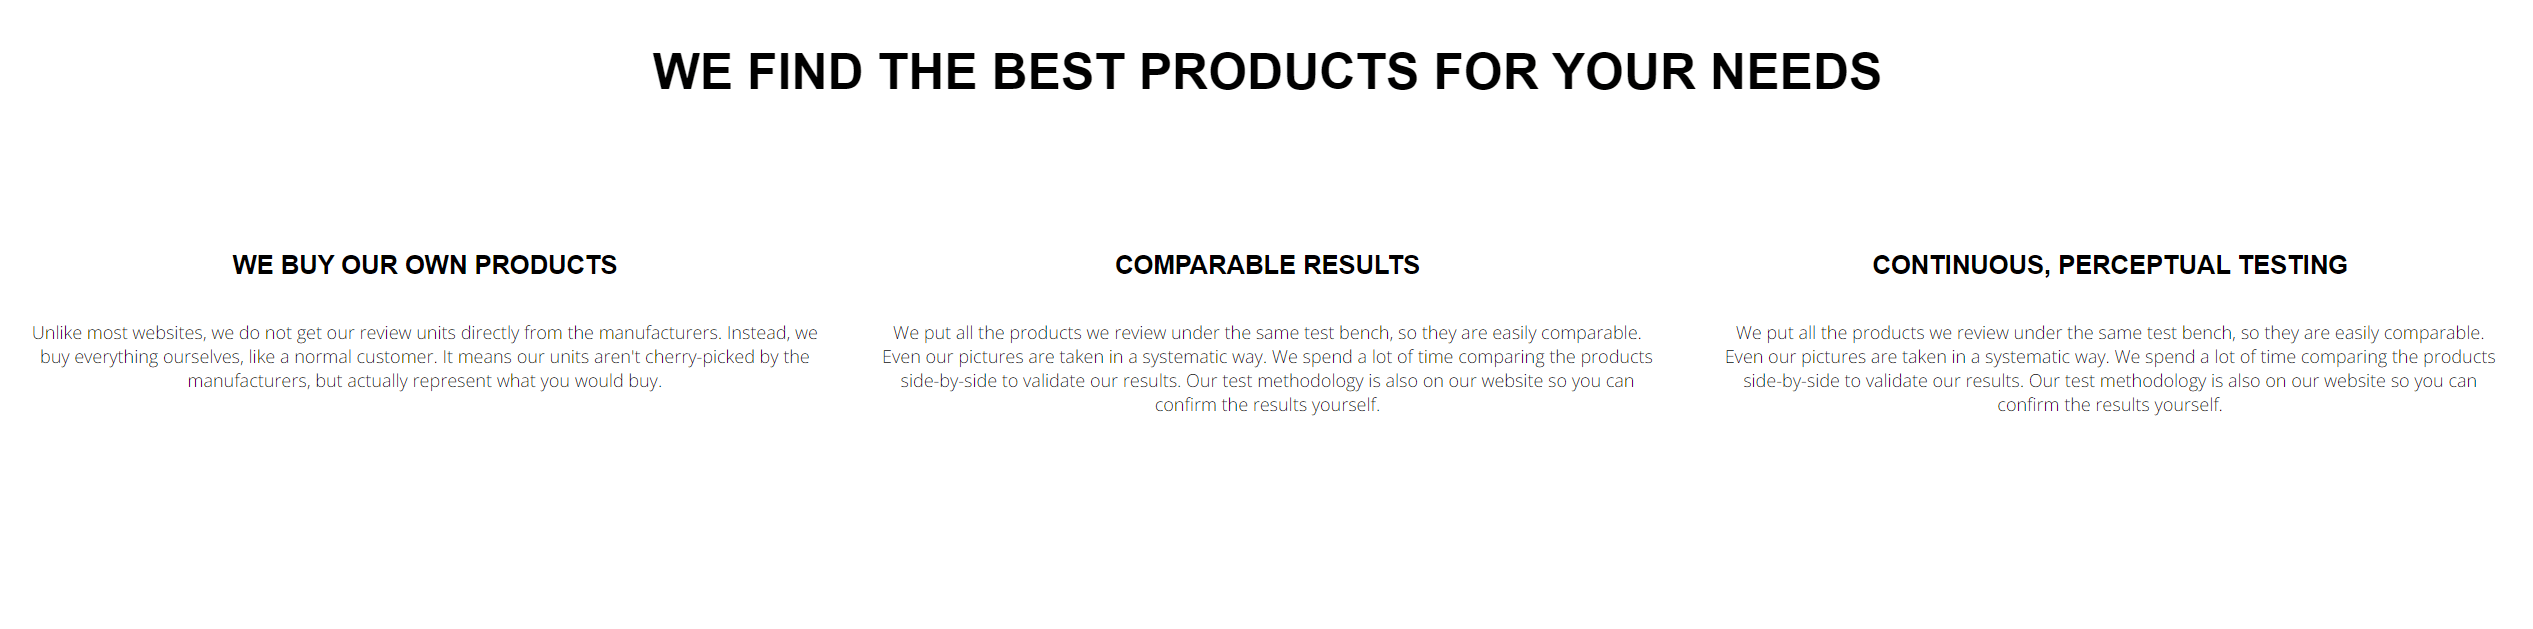 WE FIND THE BEST PRODUCTS FOR YOUR NEEDS
WE BUY OUR OWN PRODUCTS
Unlike most websites, we do not get our review units directly from the manufacturers. Instead, we
buy everything ourselves, like a normal customer. It means our units aren't cherry-picked by the
manufacturers, but actually represent what you would buy.
COMPARABLE RESULTS
We put all the products we review under the same test bench, so they are easily comparable.
Even our pictures are taken in a systematic way. We spend a lot of time comparing the products
side-by-side to validate our results. Our test methodology is also on our website so you can
confirm the results yourself.
CONTINUOUS, PERCEPTUAL TESTING
We put all the products we review under the same test bench, so they are easily comparable.
Even our pictures are taken in a systematic way. We spend a lot of time comparing the products
side-by-side to validate our results. Our test methodology is also on our website so you can
confirm the results yourself.